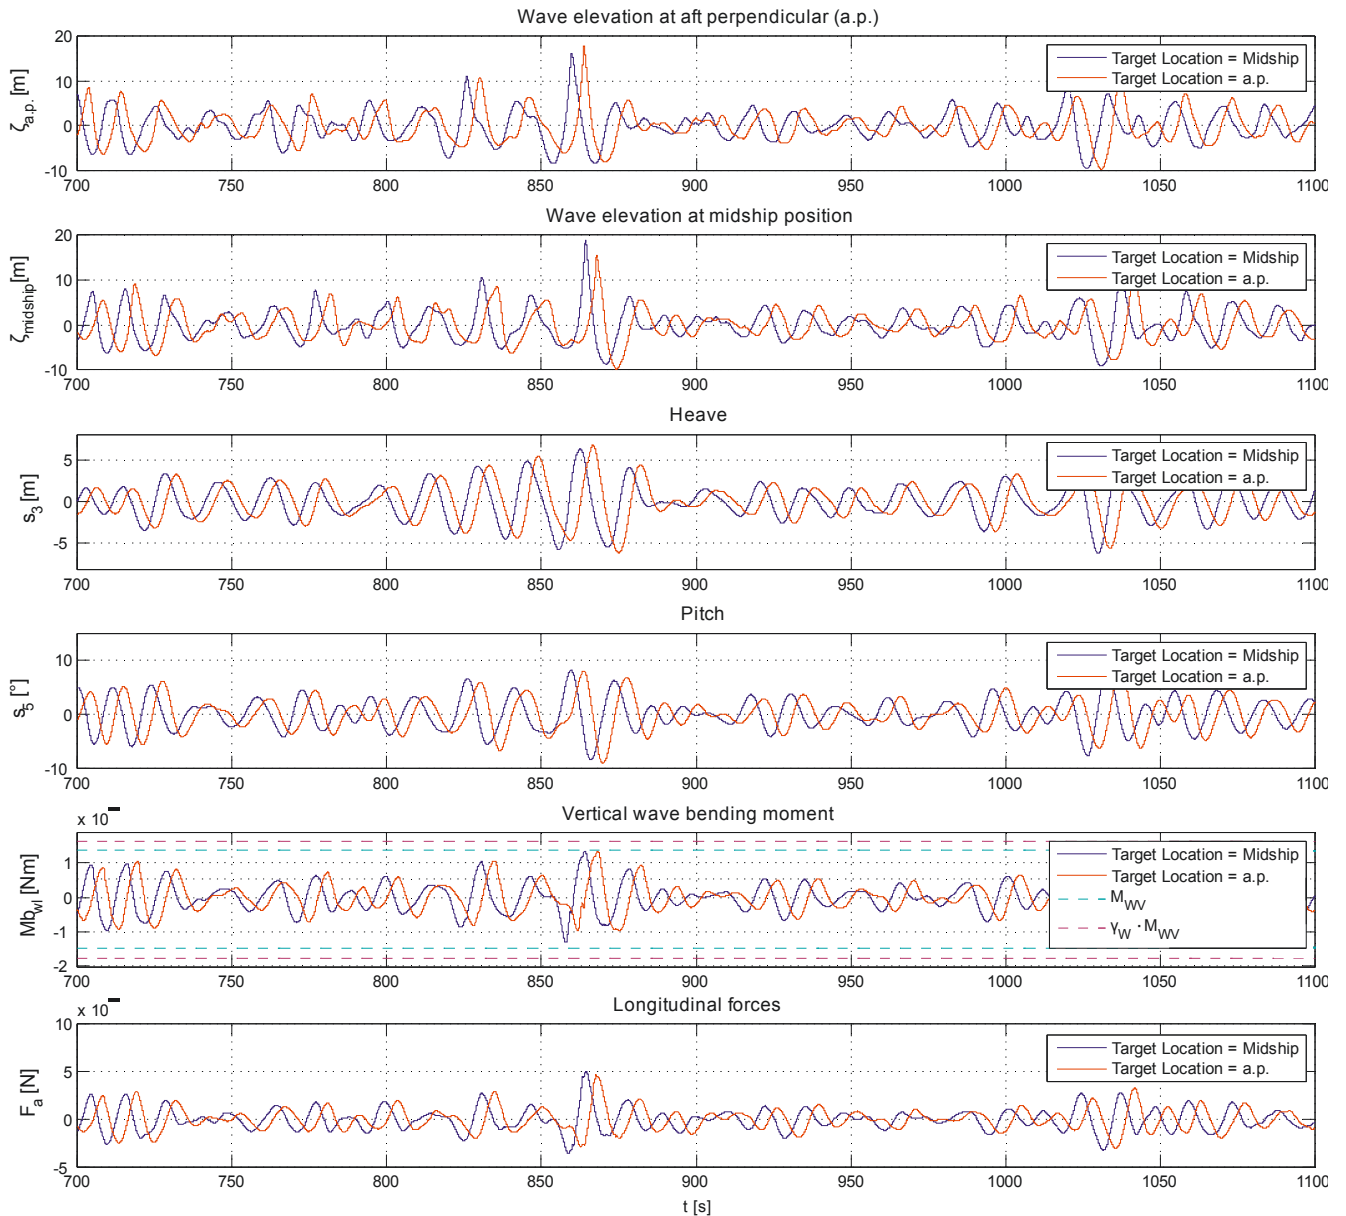 Wave elevation at aft perpendicular (a.p.)
ζa.p. [m]
20
10
0
-10
Target Location = Midship
Target Location = a.p.
700 750 800 850 900 950 1000 1050 1100
Wave elevation at midship position
ζmidship[m]
20
10
0
-10
Target Location = Midship
Target Location = a.p.
700 750 800 850 900 950 1000 1050 1100
Heave
s3 [m]
5
0
-5
Target Location = Midship
Target Location = a.p.
700 750 800 850 900 950 1000 1050 1100
Pitch
s5 [°]
10
0
-10
Target Location = Midship
Target Location = a.p.
700 750 800 850 900 950 1000 1050 1100
x 10
Vertical wave bending moment
Mbwl [Nm]
1
0
-1
-2
Target Location = Midship
Target Location = a.p.
MWV
γW · MWV
700 750 800 850 900 950 1000 1050 1100
x 10
Longitudinal forces
Fa [N]
10
5
0
-5
Target Location = Midship
Target Location = a.p.
700 750 800 850 900 950 1000 1050 1100
t [s]